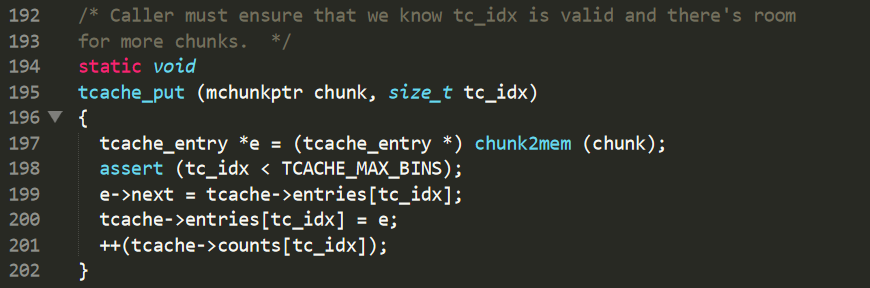 192 /* Caller must ensure that we know tc_idx is valid and there's room
193 for more chunks.  */
194 static void
195 tcache_put (mchunkptr chunk, size_t tc_idx)
196 {
197   tcache_entry *e = (tcache_entry *) chunk2mem (chunk);
198   assert (tc_idx < TCACHE_MAX_BINS);
199   e->next = tcache->entries[tc_idx];
200   tcache->entries[tc_idx] = e;
201   ++(tcache->counts[tc_idx]);
202 }